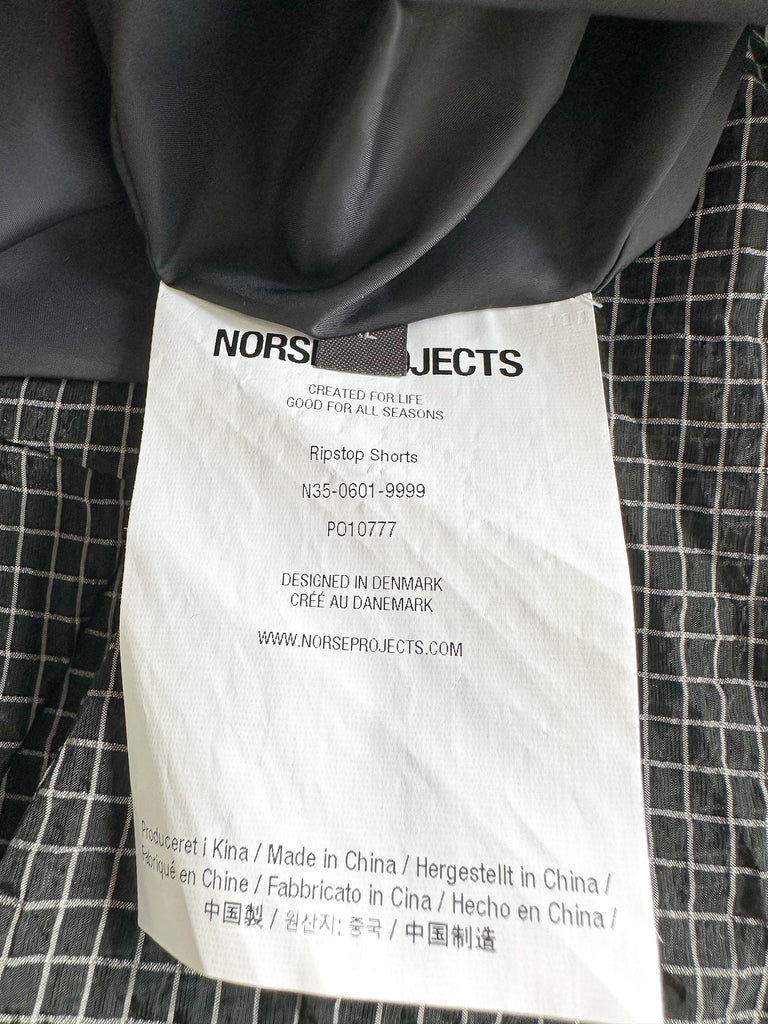 NORSE PROJECTS
CREATED FOR LIFE
GOOD FOR ALL SEASONS
Ripstop Shorts
N35-0601-9999
PO10777
DESIGNED IN DENMARK
CRÉÉ AU DANEMARK
WWW.NORSEPROJECTS.COM
Produceret i Kina / Made in China / Hergestellt in China /
Fabriqué en Chine / Fabbricato in Cina / Hecho en China /
中国製 / 원산지: 중국 / 中国制造